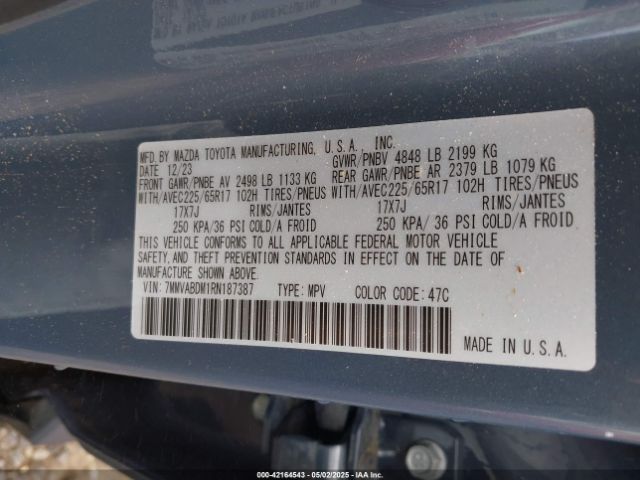 MFD.BY MAZDA TOYOTA MANUFACTURING, U.S.A., INC.
DATE 12/23 GVWR/PNBV 4848 LB 2199 KG
FRONT GAWR/PNBE AV 2498 LB 1133 KG REAR GAWR/PNBE AR 2379 LB 1079 KG
WITH/AVEC225/65R17 102H TIRES/PNEUS WITH/AVEC225/65R17 102H TIRES/PNEUS
17X7J RIMS/JANTES 17X7J RIMS/JANTES
250 KPA/36 PSI COLD/A FROID 250 KPA/ 36 PSI COLD/A FROID
THIS VEHICLE CONFORMS TO ALL APPLICABLE FEDERAL MOTOR VEHICLE
SAFETY,AND THEFT PREVENTION STANDARDS IN EFFECT ON THE DATE OF
MANUFACTURE SHOWN ABOVE.
VIN: 7MMVABDM1RN187387 TYPE: MPV COLOR CODE: 47C
MADE IN U.S.A.
00-42164543 - 05/02/2025 - IAAI.COM